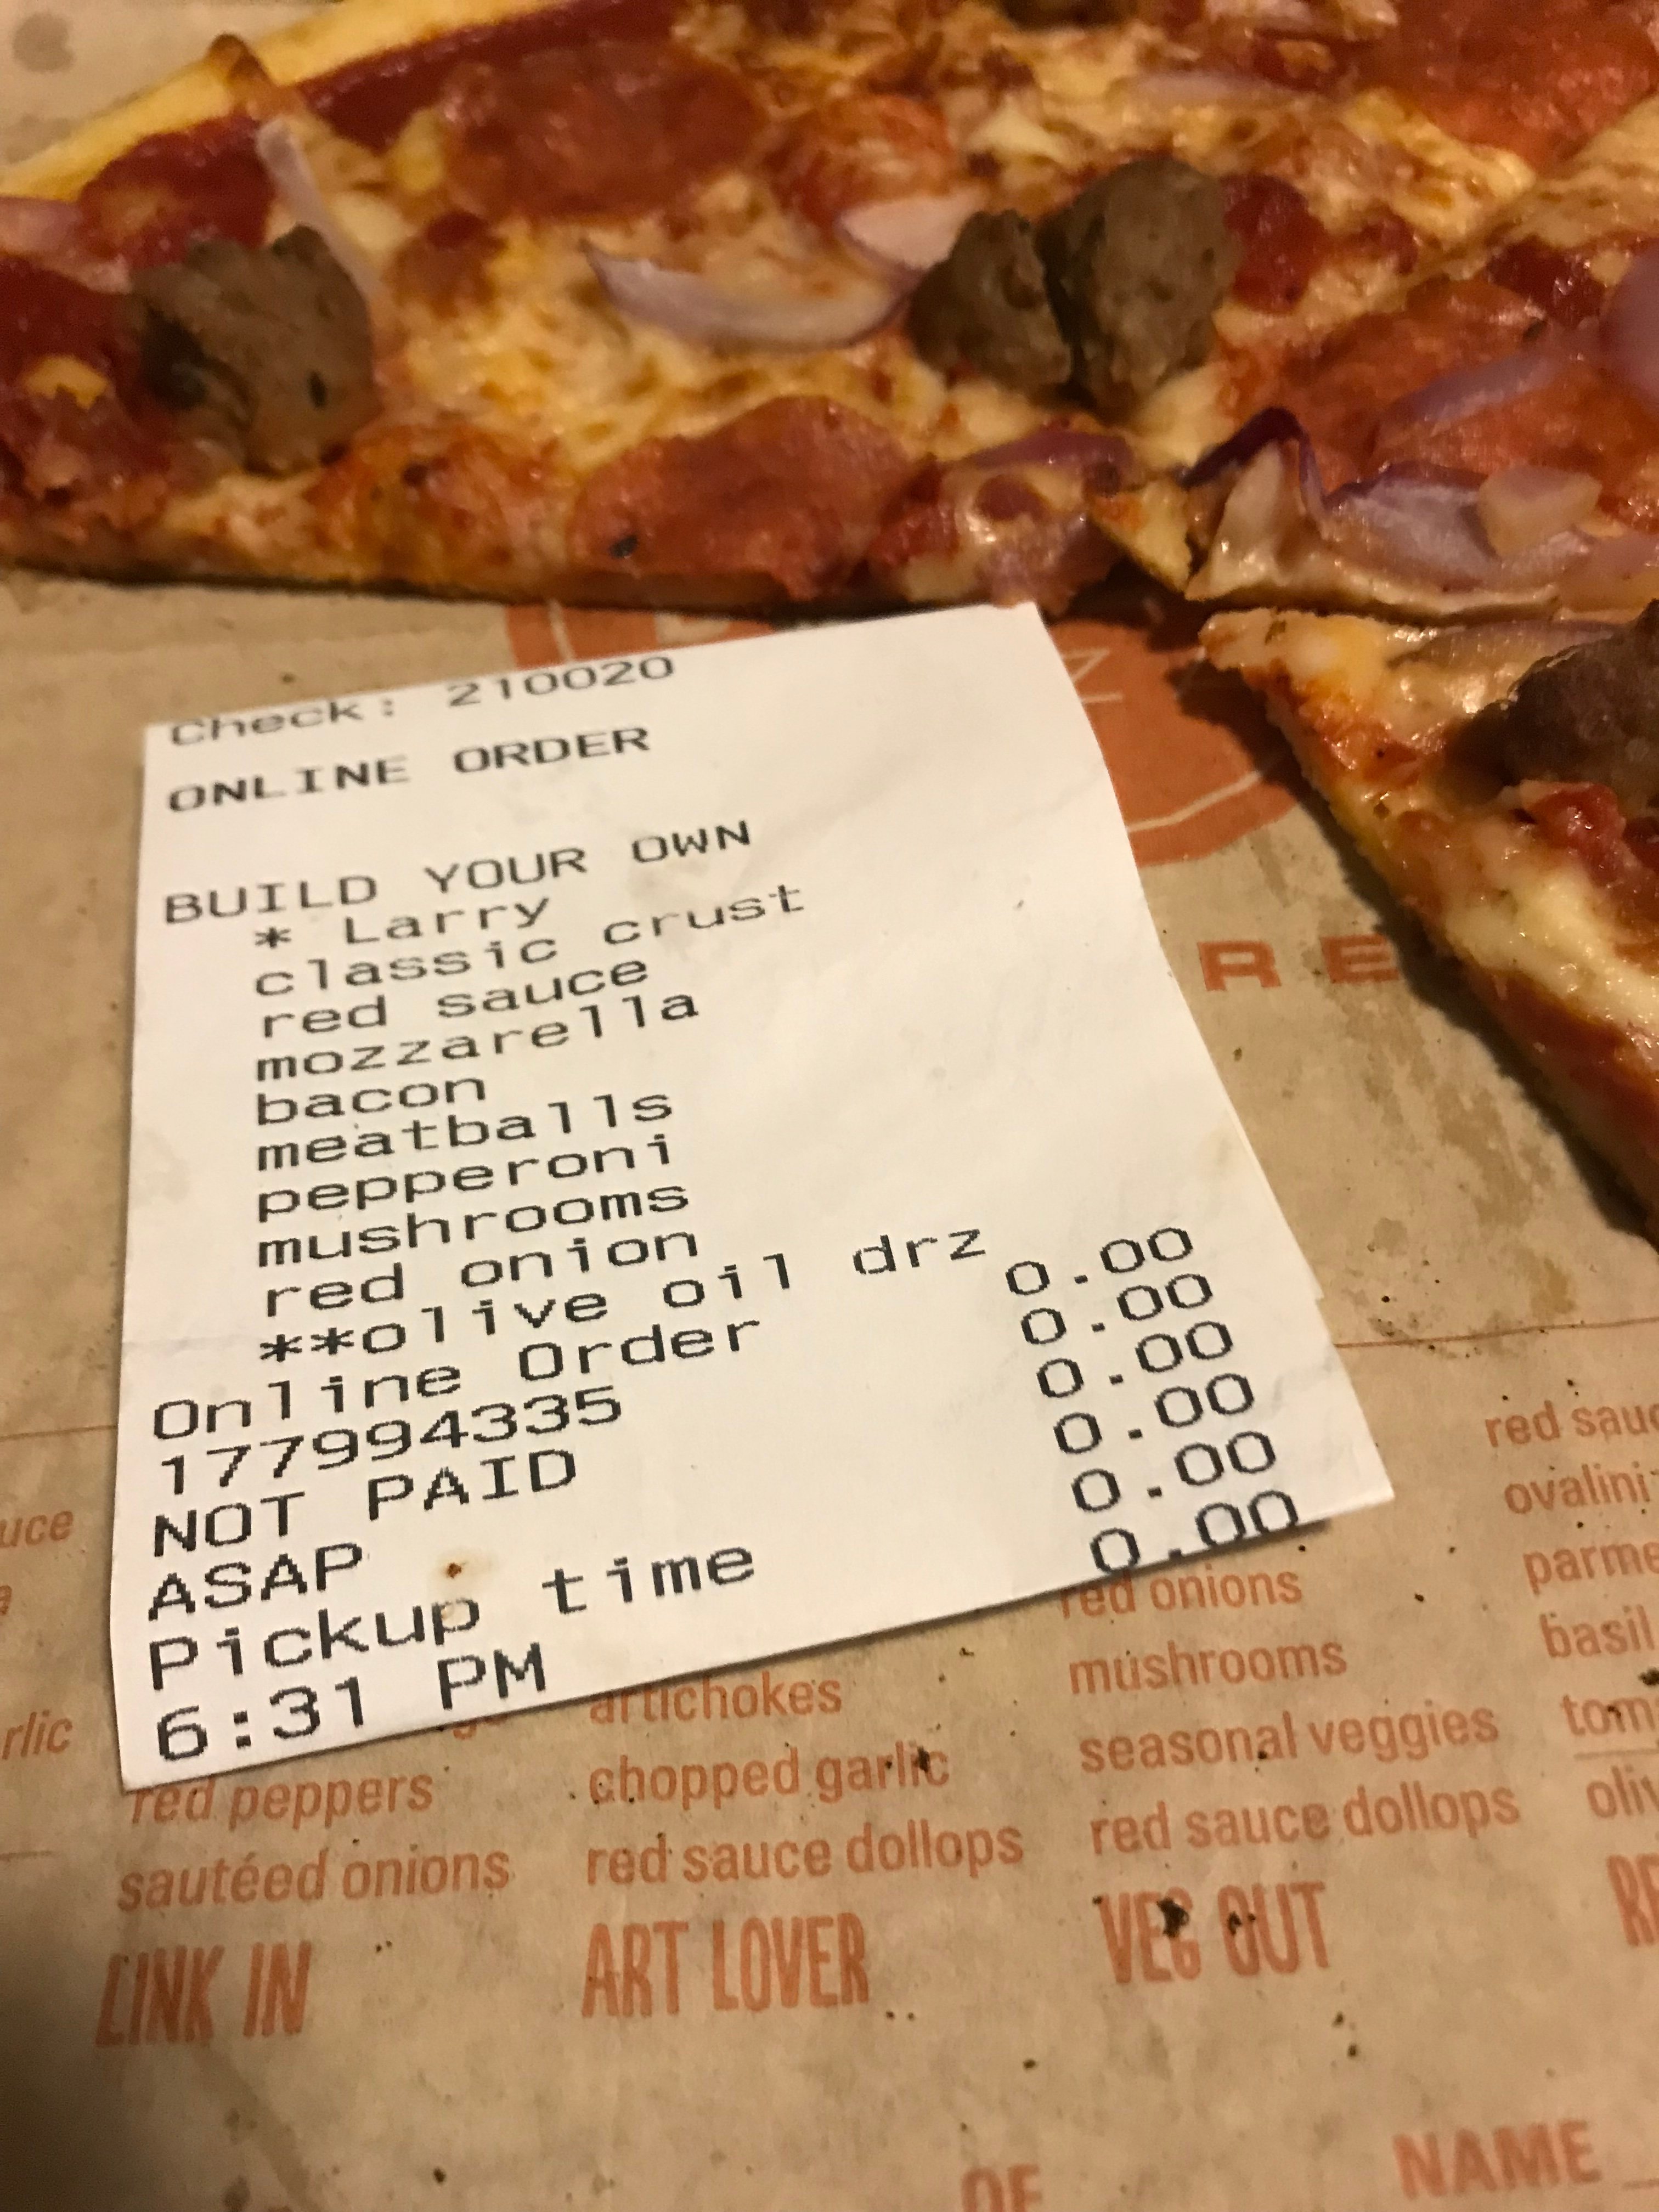 Check: 210020
ONLINE ORDER
BUILD YOUR OWN
* Larry
classic crust
red sauce
mozzarella
bacon
meatballs
pepperoni
mushrooms
red onion
**olive oil drz 0.00
Online Order 0.00
177994335 0.00
NOT PAID 0.00
ASAP 0.00
Pickup time 0.00
6:31 PM
red onions
mushrooms
seasonal veggies
red sauce dollops
VEG OUT
artichokes
chopped garlic
red sauce dollops
ART LOVER
red peppers
sautéed onions
LINK IN
red
ovalini
basil
NAME
OF